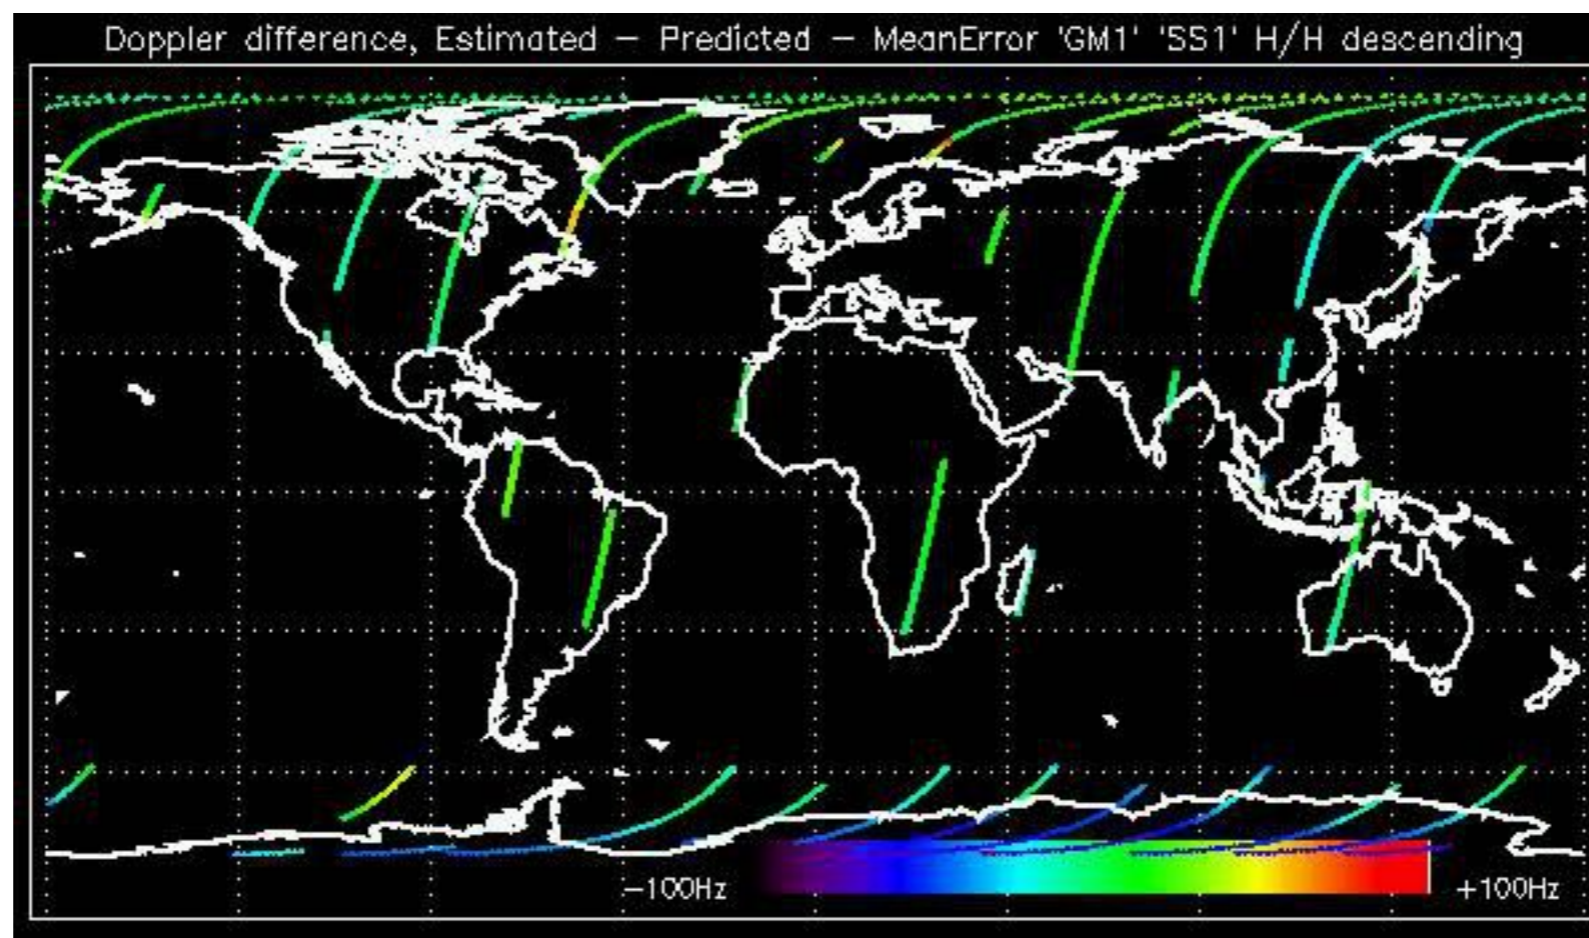 Doppler difference, Estimated – Predicted – MeanError 'GM1' 'SS1' H/H descending
–100Hz +100Hz